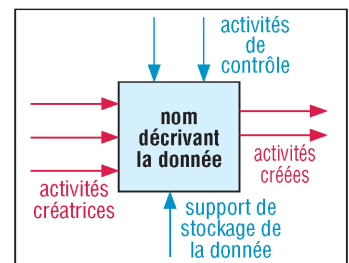 activités
de
contrôle
nom
décrivant
la donnée
activités
créatrices
activités
créées
support de
stockage de
la donnée